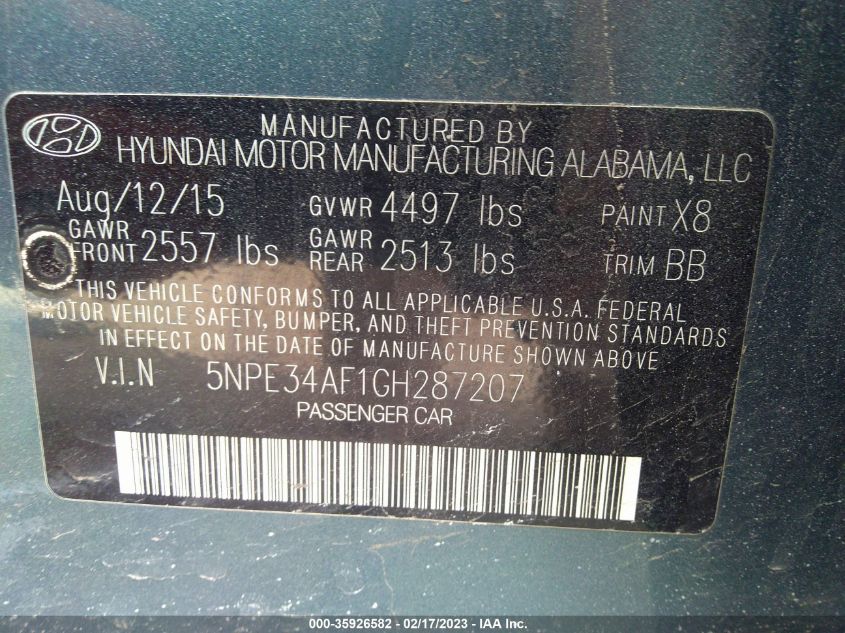 MANUFACTURED BY
HYUNDAI MOTOR MANUFACTURING ALABAMA, LLC
Aug/12/15 GVWR 4497 lbs PAINT X8
GAWR FRONT 2557 lbs GAWR REAR 2513 lbs TRIM BB
THIS VEHICLE CONFORMS TO ALL APPLICABLE U.S.A. FEDERAL
MOTOR VEHICLE SAFETY, BUMPER, AND THEFT PREVENTION STANDARDS
IN EFFECT ON THE DATE OF MANUFACTURE SHOWN ABOVE
V.I.N 5NPE34AF1GH287207
PASSENGER CAR
000-35926582 - 02/17/2023 - IAA Inc.